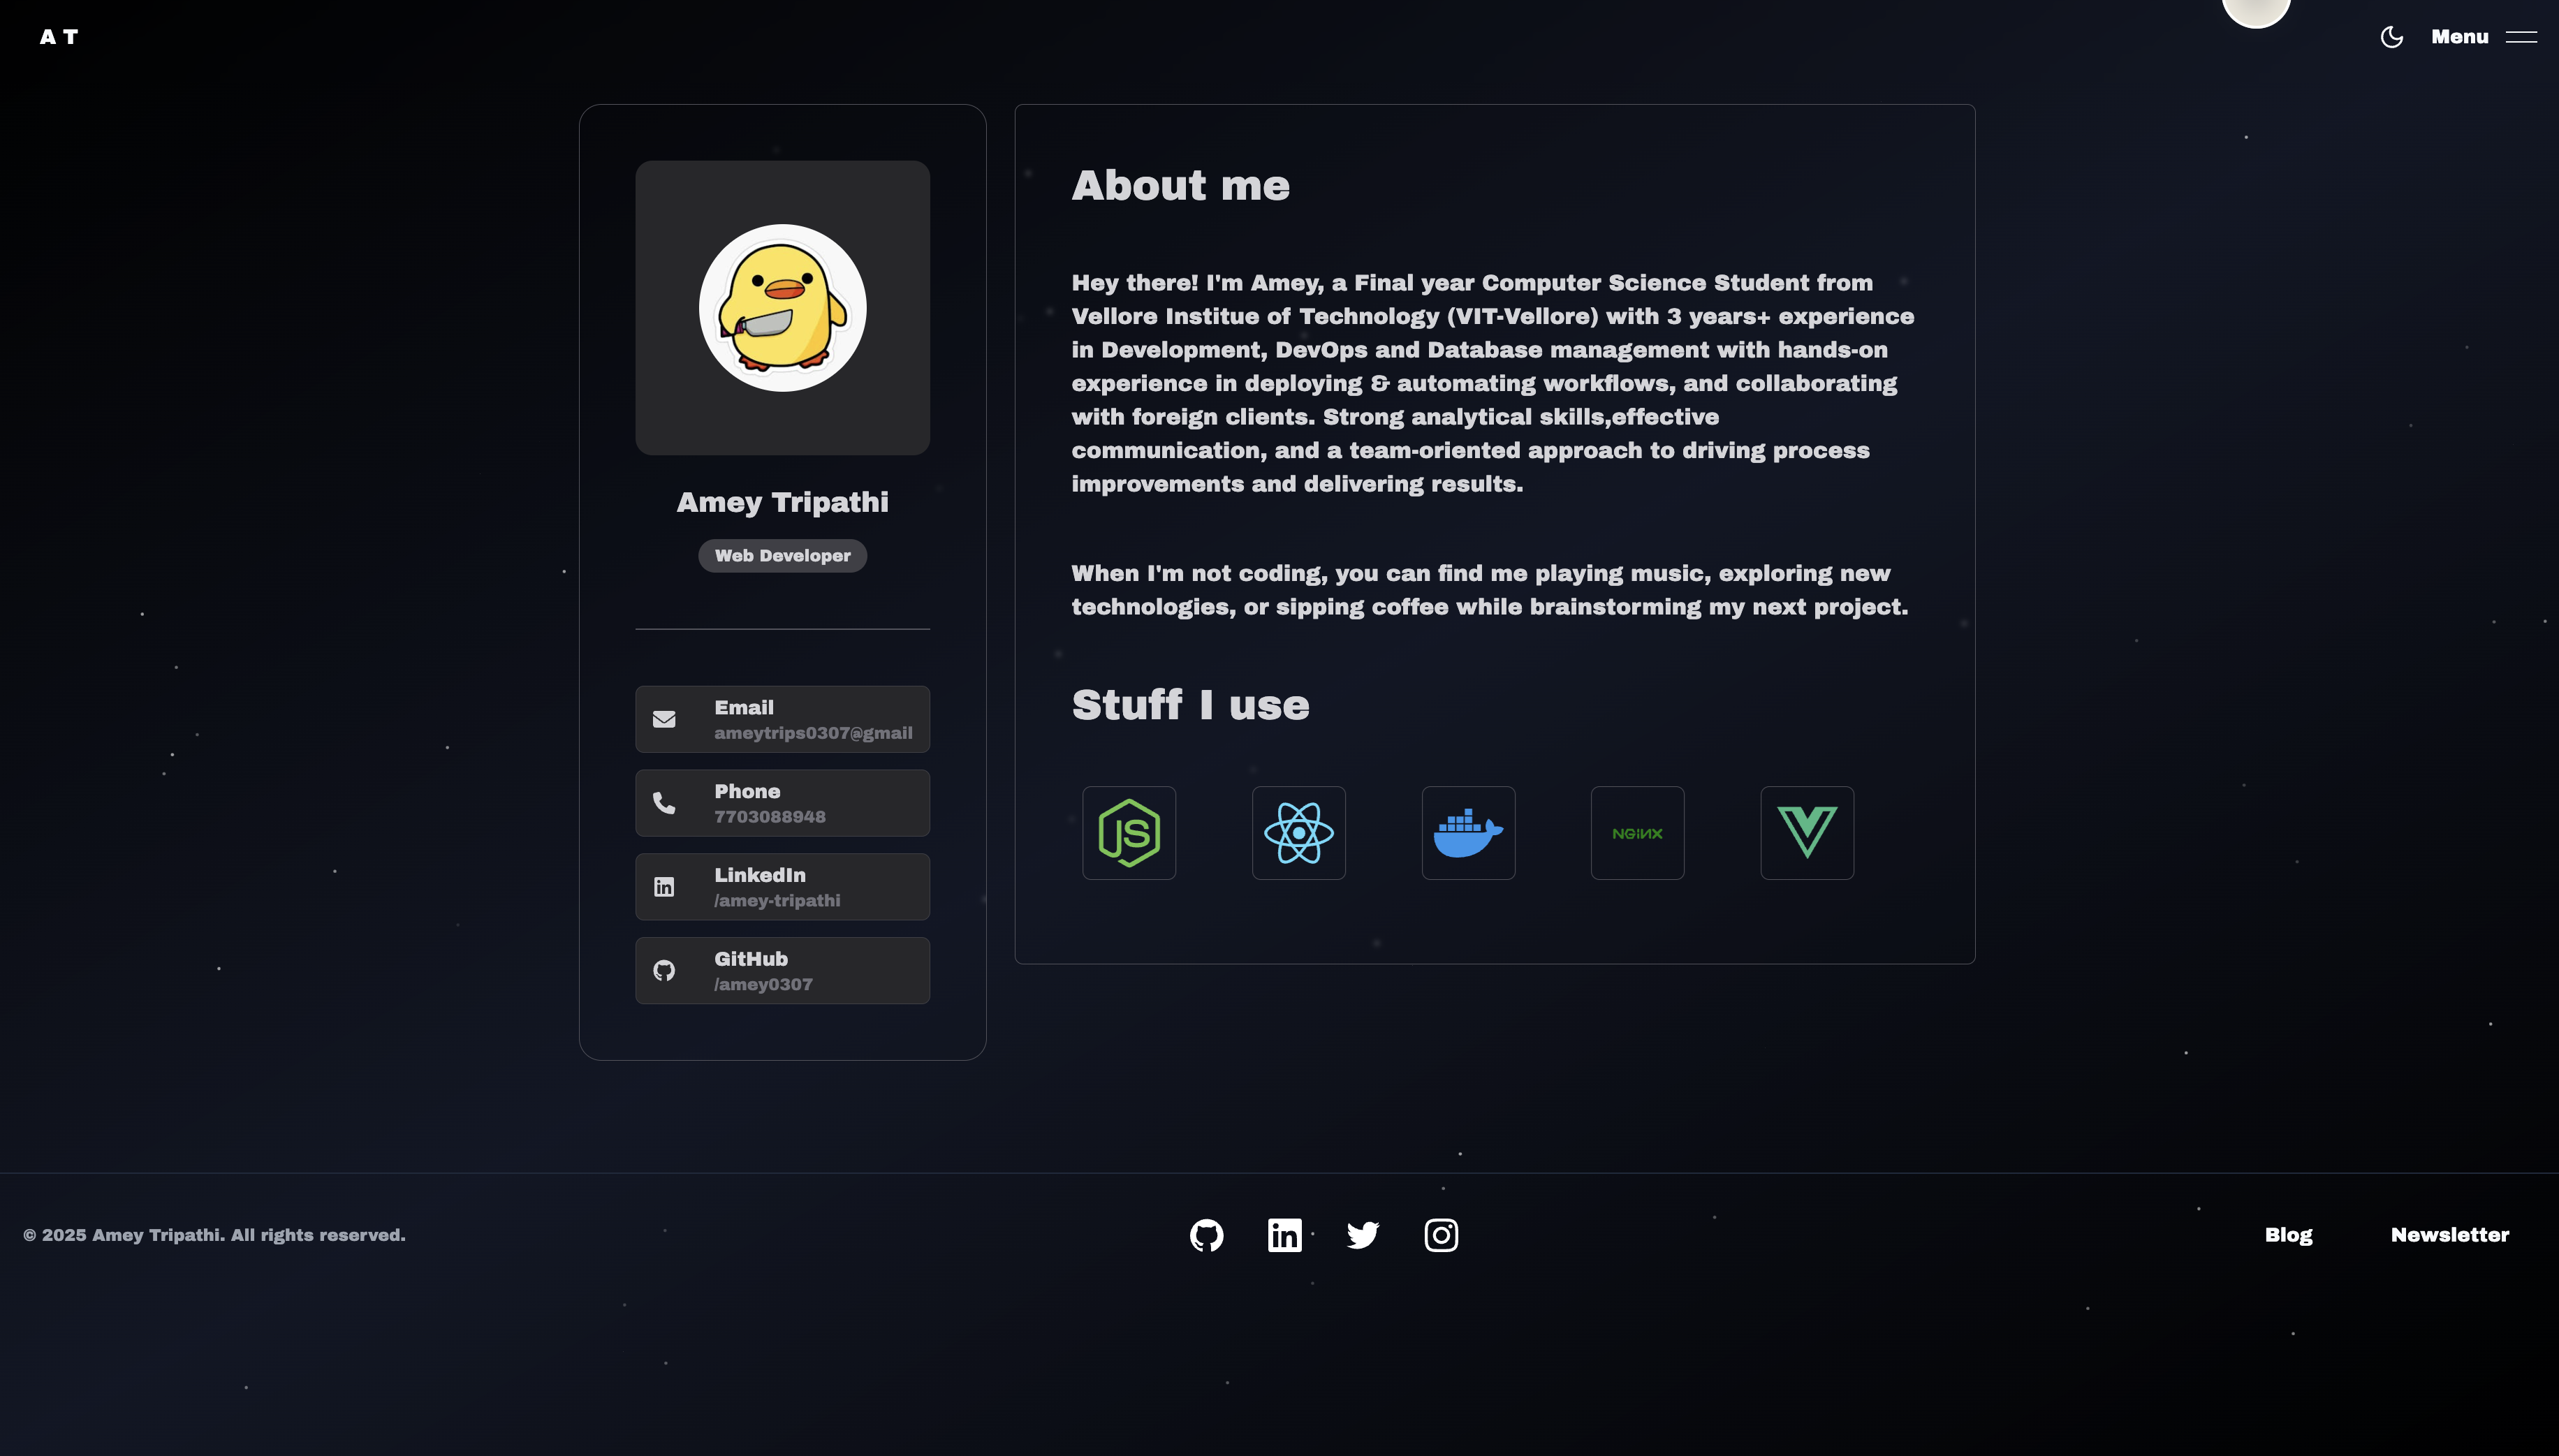 A T
Menu
About me
Hey there! I'm Amey, a Final year Computer Science Student from
Vellore Institue of Technology (VIT-Vellore) with 3 years+ experience
in Development, DevOps and Database management with hands-on
experience in deploying & automating workflows, and collaborating
with foreign clients. Strong analytical skills,effective
communication, and a team-oriented approach to driving process
improvements and delivering results.
When I'm not coding, you can find me playing music, exploring new
technologies, or sipping coffee while brainstorming my next project.
Stuff I use
JS
NGINX
Amey Tripathi
Web Developer
Email
ameytrips0307@gmail
Phone
7703088948
LinkedIn
/amey-tripathi
GitHub
/amey0307
© 2025 Amey Tripathi. All rights reserved.
Blog
Newsletter